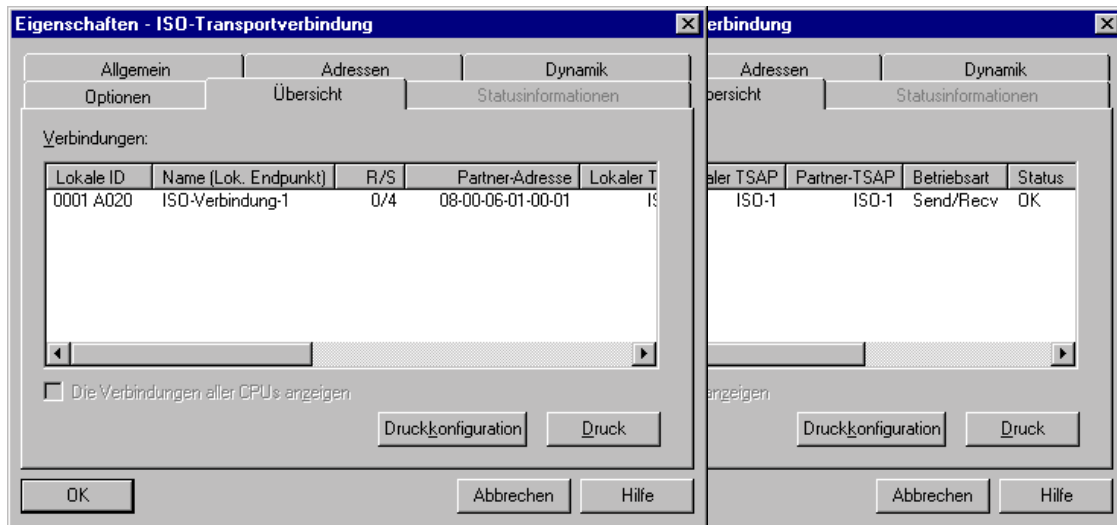 Eigenschaften - ISO-Transportverbindung
erbindung
Allgemein Adressen Dynamik
Adressen Dynamik
Optionen Übersicht Statusinformationen
bersicht Statusinformationen
Verbindungen:
Lokale ID Name (Lok. Endpunkt) R/S Partner-Adresse Lokaler T
aler TSAP Partner-TSAP Betriebsart Status
0001 A020 ISO-Verbindung-1 0/4 08-00-06-01-00-01 IS
ISO-1 ISO-1 Send/Recv OK
Die Verbindungen aller CPUs anzeigen
anzeigen
Druckkonfiguration Druck
Druckkonfiguration Druck
OK Abbrechen Hilfe
Abbrechen Hilfe